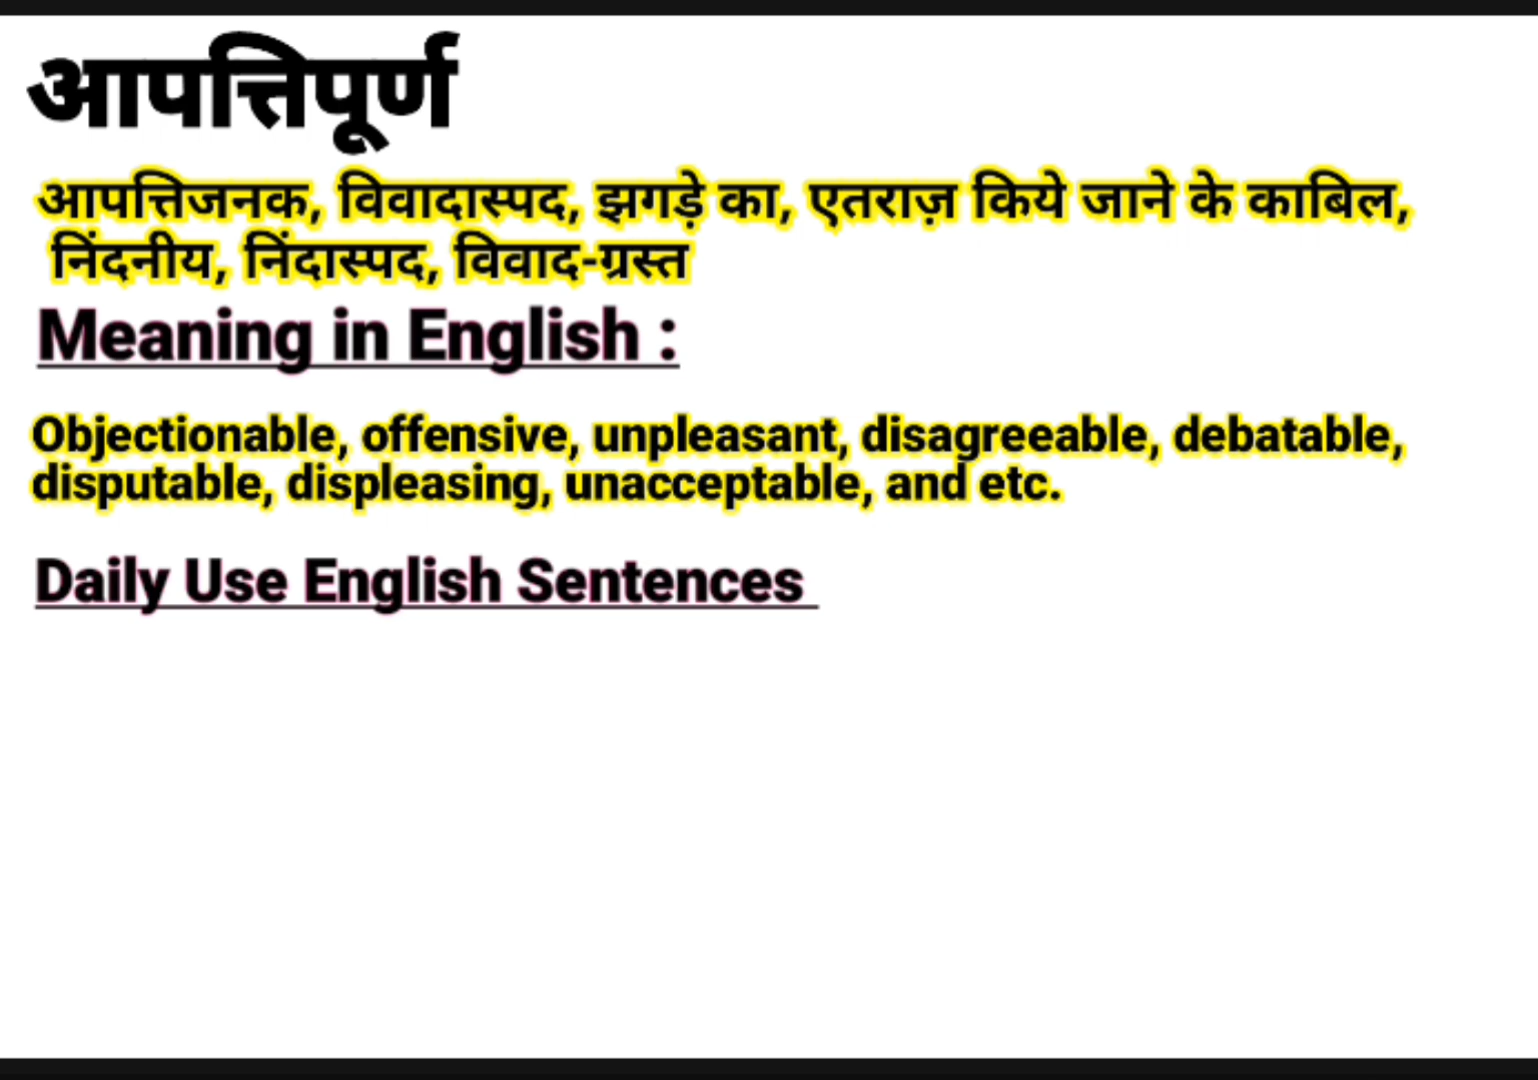 आपत्तिपूर्ण
आपत्तिजनक, विवादास्पद, झगड़े का, एतराज़ किये जाने के काबिल,
निंदनीय, निंदास्पद, विवाद-ग्रस्त
Meaning in English :
Objectionable, offensive, unpleasant, disagreeable, debatable,
disputable, displeasing, unacceptable, and etc.
Daily Use English Sentences